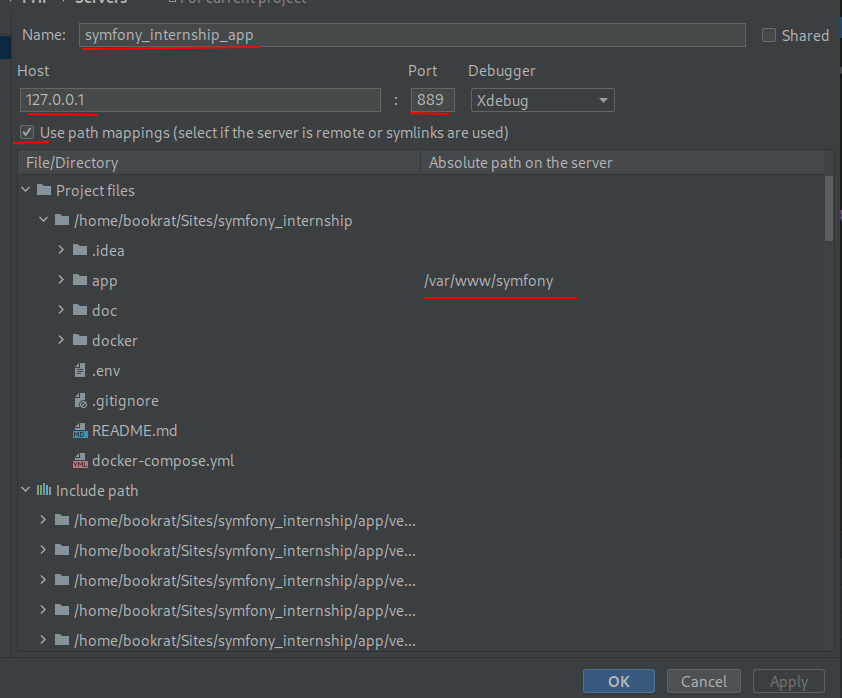 PHP > Servers For current project
Name: symfony_internship_app Shared
Host Port Debugger
127.0.0.1 : 889 Xdebug
Use path mappings (select if the server is remote or symlinks are used)
File/Directory Absolute path on the server
Project files
/home/bookrat/Sites/symfony_internship
.idea
app /var/www/symfony
doc
docker
.env
.gitignore
README.md
docker-compose.yml
Include path
/home/bookrat/Sites/symfony_internship/app/ve...
/home/bookrat/Sites/symfony_internship/app/ve...
/home/bookrat/Sites/symfony_internship/app/ve...
/home/bookrat/Sites/symfony_internship/app/ve...
/home/bookrat/Sites/symfony_internship/app/ve...
OK Cancel Apply